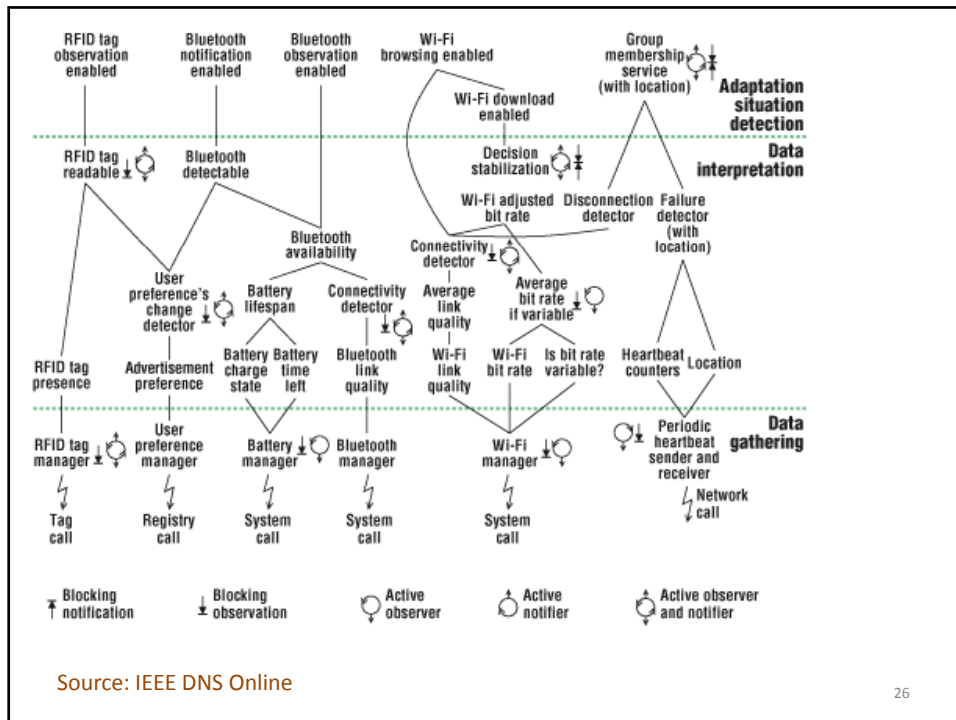 RFID tag
observation
enabled
Bluetooth
notification
enabled
Bluetooth
observation
enabled
Wi-Fi
browsing enabled
Group
membership
service
(with location)
Wi-Fi download
enabled
Adaptation
situation
detection
Data
interpretation
RFID tag
readable
Bluetooth
detectable
Decision
stabilization
Wi-Fi adjusted
bit rate
Disconnection
detector
Failure
detector
(with
location)
Bluetooth
availability
Connectivity
detector
User
preference's
change
detector
Battery
lifespan
Connectivity
detector
Average
link
quality
Average
bit rate
if variable
RFID tag
presence
Advertisement
preference
Battery
charge
state
Battery
time
left
Bluetooth
link
quality
Wi-Fi
link
quality
Wi-Fi
bit rate
Is bit rate
variable?
Heartbeat
counters
Location
Data
gathering
RFID tag
manager
User
preference
manager
Battery
manager
Bluetooth
manager
Wi-Fi
manager
Periodic
heartbeat
sender and
receiver
Tag
call
Registry
call
System
call
System
call
System
call
Network
call
Blocking
notification
Blocking
observation
Active
observer
Active
notifier
Active observer
and notifier
Source: IEEE DNS Online
26